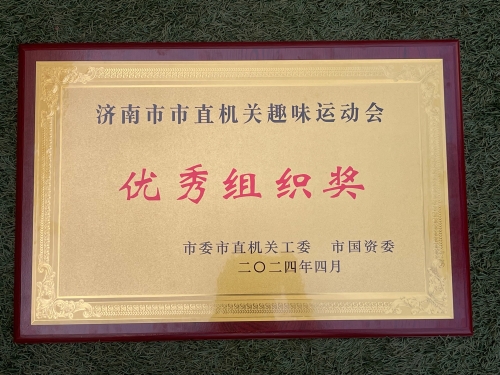 济南市市直机关趣味运动会
优秀组织奖
市委市直机关工委 市国资委
二〇二四年四月